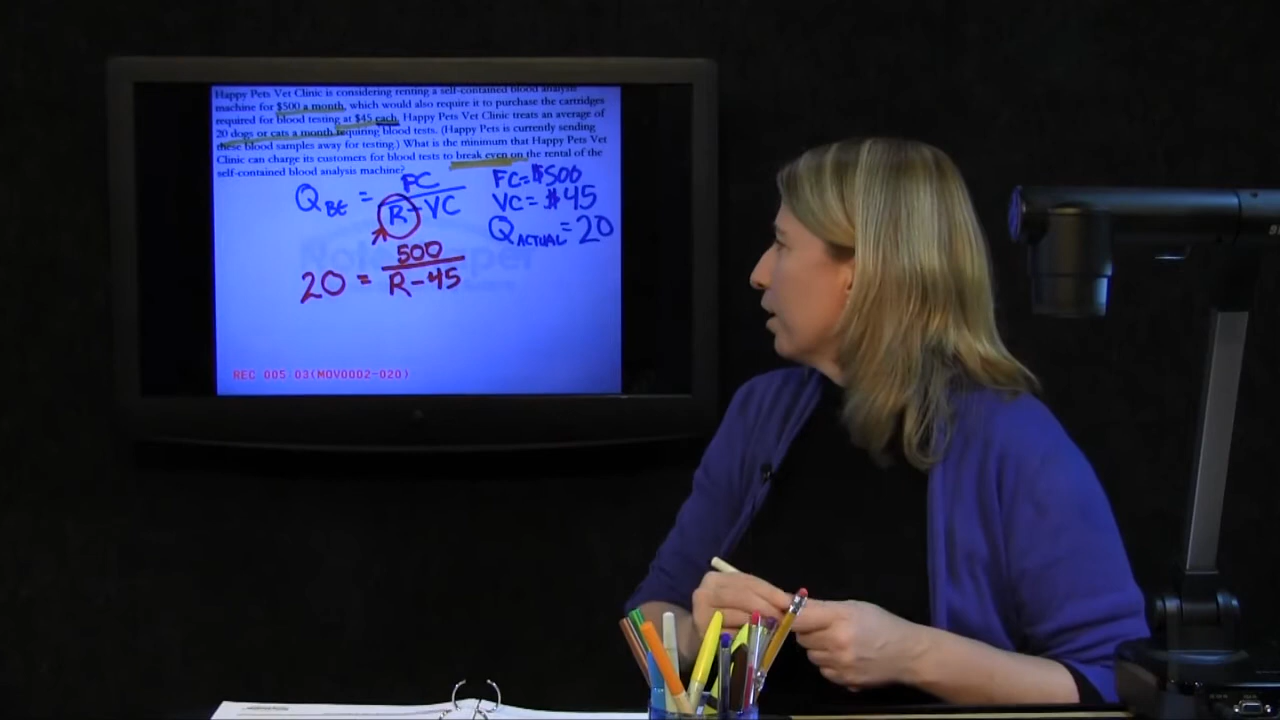 Happy Pets Vet Clinic is considering renting a self-contained blood analysis
machine for $500 a month, which would also require it to purchase the cartridges
required for blood testing at $45 each. Happy Pets Vet Clinic treats an average of
20 dogs or cats a month requiring blood tests. (Happy Pets is currently sending
these blood samples away for testing.) What is the minimum that Happy Pets Vet
Clinic can charge its customers for blood tests to break even on the rental of the
self-contained blood analysis machine?
Q BE = FC / R - VC
FC = $500
VC = $45
Q ACTUAL = 20
20 = 500 / R - 45
REC 005:03(MOV0002-020)